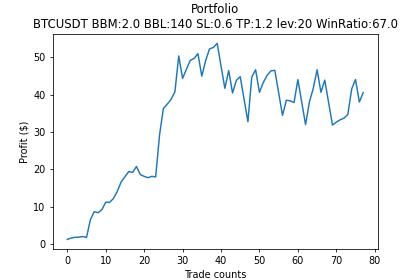 Portfolio
BTCUSDT BBM:2.0 BBL:140 SL:0.6 TP:1.2 lev:20 WinRatio:67.0
50
40
30
20
10
0
Profit ($)
0 10 20 30 40 50 60 70 80
Trade counts